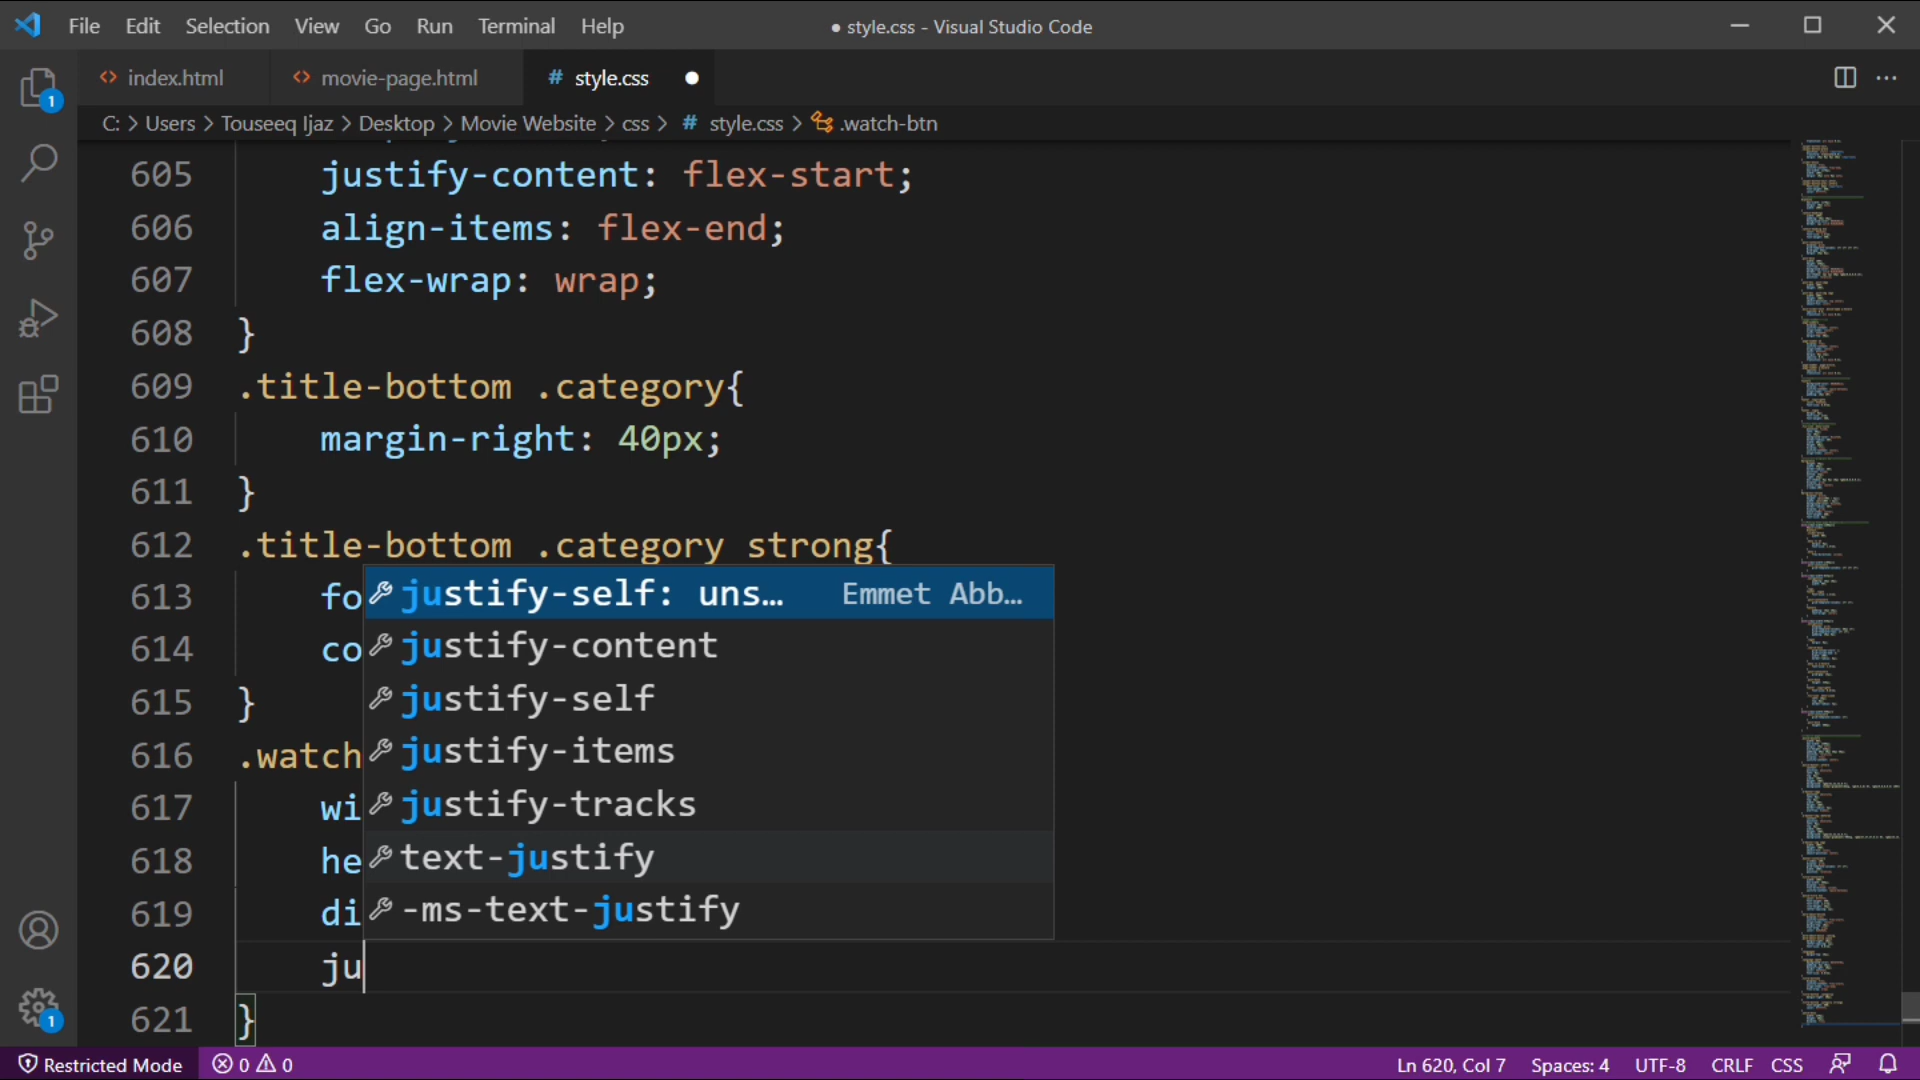 File Edit Selection View Go Run Terminal Help ● style.css - Visual Studio Code
index.html movie-page.html # style.css
C: > Users > Touseeq Ijaz > Desktop > Movie Website > css > # style.css > .watch-btn
605 justify-content: flex-start;
606 align-items: flex-end;
607 flex-wrap: wrap;
608 }
609 .title-bottom .category{
610 margin-right: 40px;
611 }
612 .title-bottom .category strong{
613 fo justify-self: uns… Emmet Abb…
justify-content
614 co
justify-self
615 }
616 .watch justify-items
617 wi justify-tracks
618 he text-justify
619 di -ms-text-justify
620 ju
621 }
1
1
Restricted Mode 0 0 Ln 620, Col 7 Spaces: 4 UTF-8 CRLF CSS